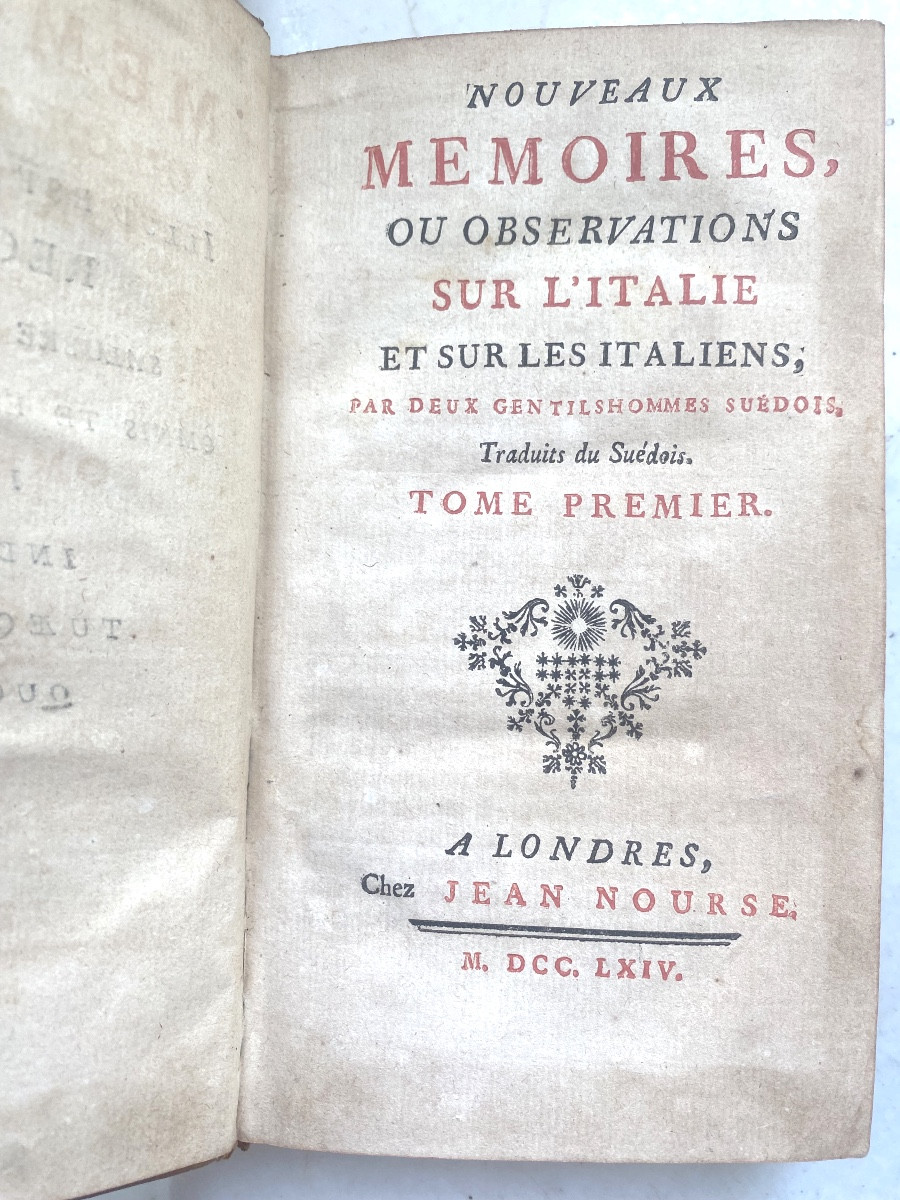 NOUVEAUX
MEMOIRES,
OU OBSERVATIONS
SUR L'ITALIE
ET SUR LES ITALIENS;
PAR DEUX GENTILSHOMMES SUÉDOIS.
Traduits du Suédois.
TOME PREMIER.
A LONDRES,
Chez JEAN NOURSE.
M. DCC. LXIV.